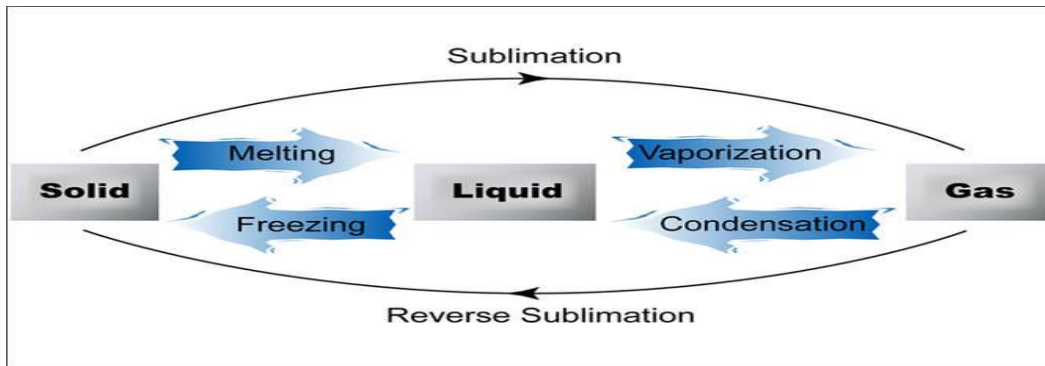 Sublimation
Melting
Vaporization
Solid
Liquid
Gas
Freezing
Condensation
Reverse Sublimation